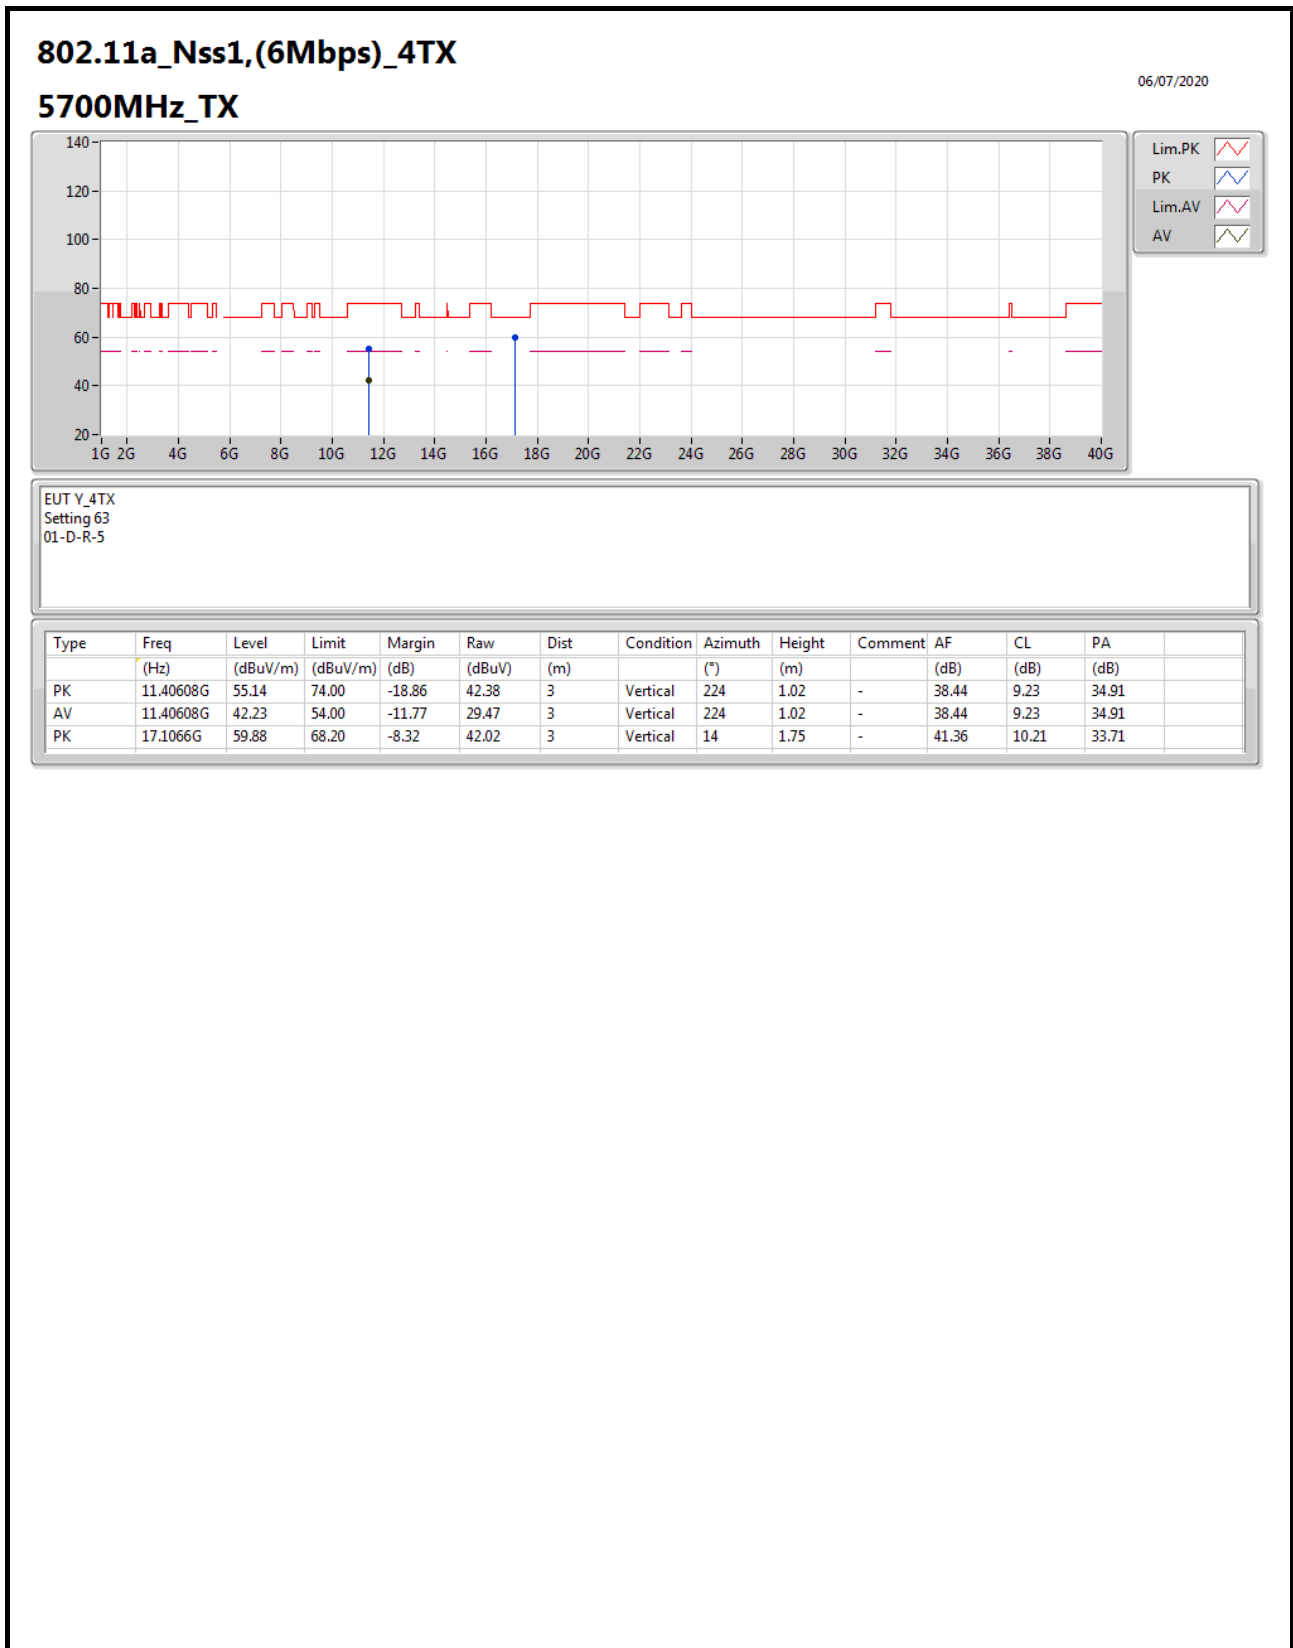 802.11a_Nss1,(6Mbps)_4TX
06/07/2020
5700MHz_TX
140
120
100
80
60
40
20
1G 2G 4G 6G 8G 10G 12G 14G 16G 18G 20G 22G 24G 26G 28G 30G 32G 34G 36G 38G 40G
Lim.PK
PK
Lim.AV
AV
EUT Y_4TX
Setting 63
01-D-R-5
Type Freq Level Limit Margin Raw Dist Condition Azimuth Height Comment AF CL PA
(Hz) (dBuV/m) (dBuV/m) (dB) (dBuV) (m) (°) (m) (dB) (dB) (dB)
PK 11.40608G 55.14 74.00 -18.86 42.38 3 Vertical 224 1.02 - 38.44 9.23 34.91
AV 11.40608G 42.23 54.00 -11.77 29.47 3 Vertical 224 1.02 - 38.44 9.23 34.91
PK 17.1066G 59.88 68.20 -8.32 42.02 3 Vertical 14 1.75 - 41.36 10.21 33.71